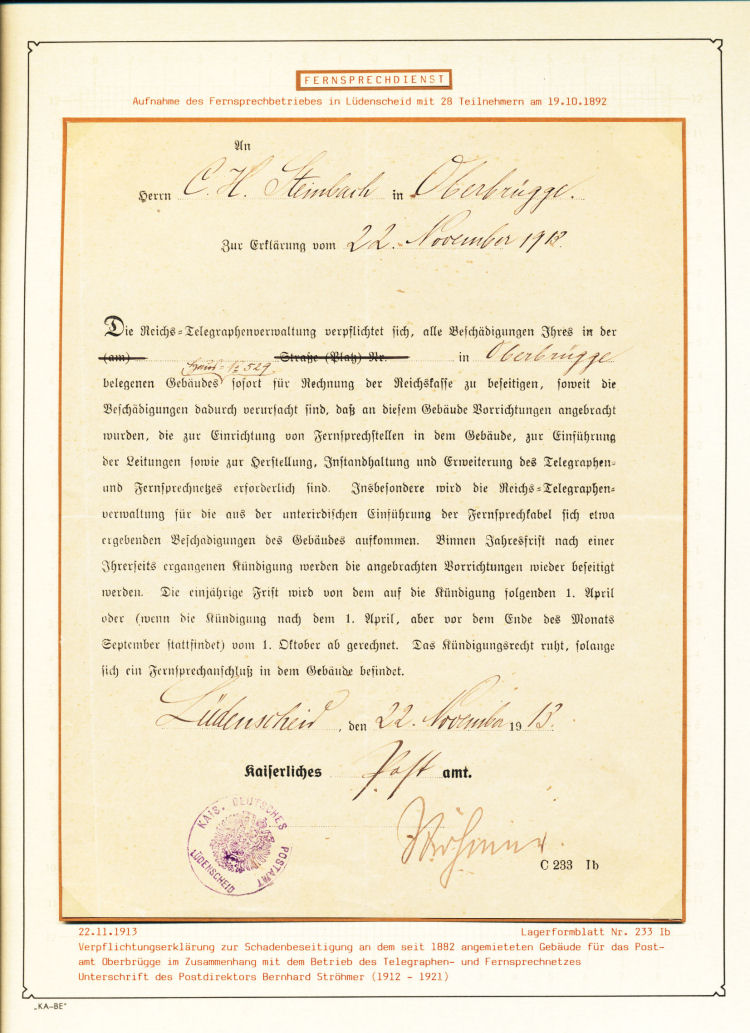 FERNSPRECHDIENST
Aufnahme des Fernsprechbetriebes in Lüdenscheid mit 28 Teilnehmern am 19.10.1892
An
Herrn C. H. Steinbach in Oberbrügge.
Zur Erklärung vom 22. November 1913.
Die Reichs=Telegraphenverwaltung verpflichtet sich, alle Beschädigungen Ihres in der
(am) Straße (Platz) Nr. in Oberbrügge
Haus= № 529
belegenen Gebäudes sofort für Rechnung der Reichskasse zu beseitigen, soweit die
Beschädigungen dadurch verursacht sind, daß an diesem Gebäude Vorrichtungen angebracht
wurden, die zur Einrichtung von Fernsprechstellen in dem Gebäude, zur Einführung
der Leitungen sowie zur Herstellung, Instandhaltung und Erweiterung des Telegraphen=
und Fernsprechnetzes erforderlich sind. Insbesondere wird die Reichs=Telegraphen=
verwaltung für die aus der unterirdischen Einführung der Fernsprechkabel sich etwa
ergebenden Beschadigungen des Gebäudes aufkommen. Binnen Jahresfrist nach einer
Ihrerseits ergangenen Kündigung werden die angebrachten Vorrichtungen wieder beseitigt
werden. Die einjährige Frist wird von dem auf die Kündigung folgenden 1. April
oder (wenn die Kündigung nach dem 1. April, aber vor dem Ende des Monats
September stattfindet) vom 1. Oktober ab gerechnet. Das Kündigungsrecht ruht, solange
sich ein Fernsprechanschluß in dem Gebäude befindet.
Lüdenscheid, den 22. November 1913.
Kaiserliches Post amt.
KAIS. DEUTSCHES POSTAMT
LÜDENSCHEID
Ströhmer.
C 233 Ib
22.11.1913 Lagerformblatt Nr. 233 Ib
Verpflichtungserklärung zur Schadenbeseitigung an dem seit 1882 angemieteten Gebäude für das Post-
amt Oberbrügge im Zusammenhang mit dem Betrieb des Telegraphen- und Fernsprechnetzes
Unterschrift des Postdirektors Bernhard Ströhmer (1912 - 1921)
„KA-BE"